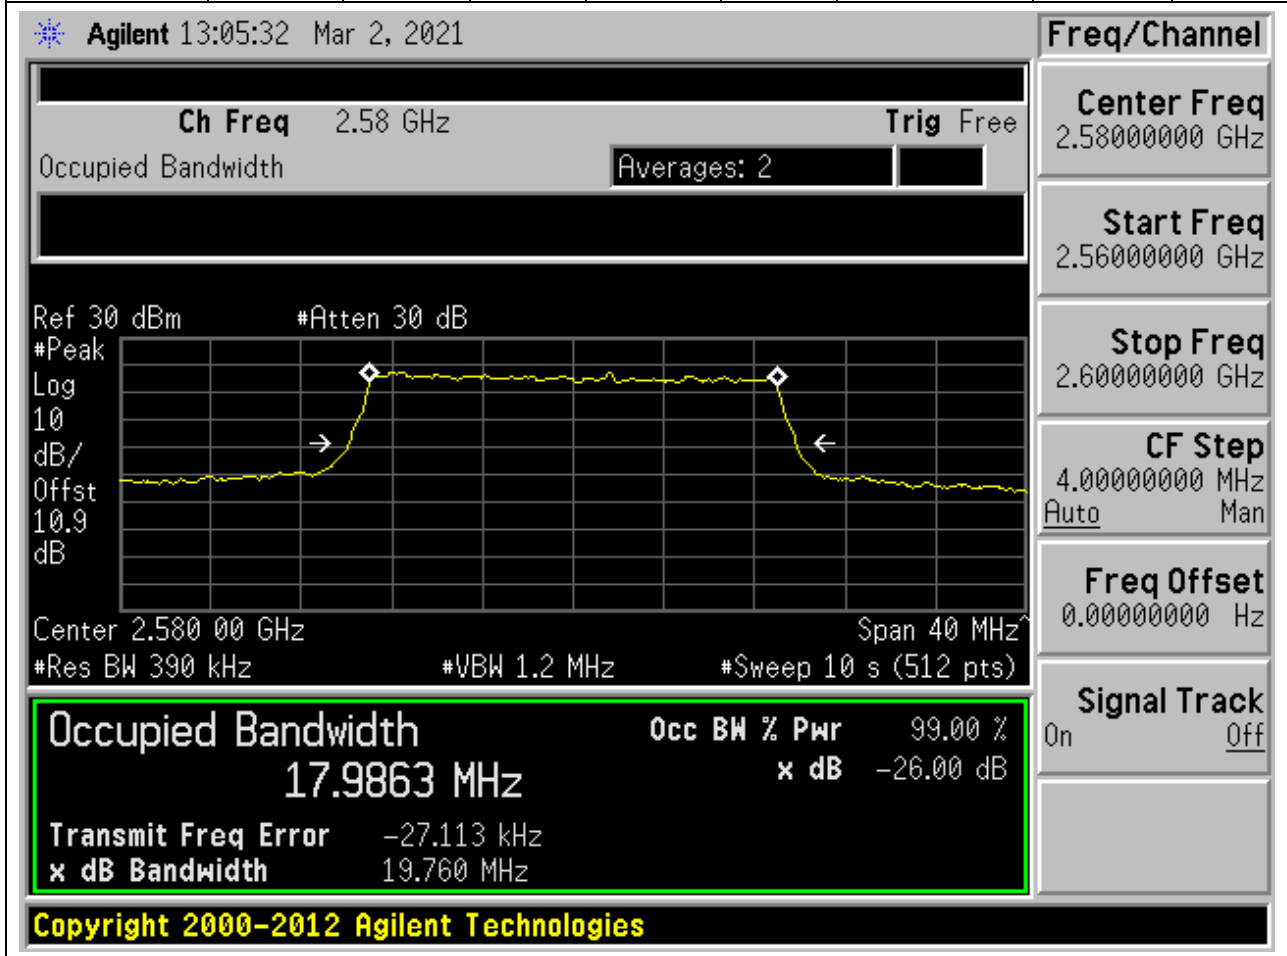 Agilent 13:05:32 Mar 2, 2021
Freq/Channel
Ch Freq 2.58 GHz Trig Free
Occupied Bandwidth Averages: 2
Center Freq
2.58000000 GHz
Start Freq
2.56000000 GHz
Stop Freq
2.60000000 GHz
CF Step
4.00000000 MHz
Auto Man
Freq Offset
0.00000000 Hz
Signal Track
On Off
Ref 30 dBm #Atten 30 dB
#Peak
Log
10
dB/
Offst
10.9
dB
Center 2.580 00 GHz Span 40 MHz^
#Res BW 390 kHz #VBW 1.2 MHz #Sweep 10 s (512 pts)
Occupied Bandwidth Occ BW % Pwr 99.00 %
17.9863 MHz x dB -26.00 dB
Transmit Freq Error -27.113 kHz
x dB Bandwidth 19.760 MHz
Copyright 2000-2012 Agilent Technologies